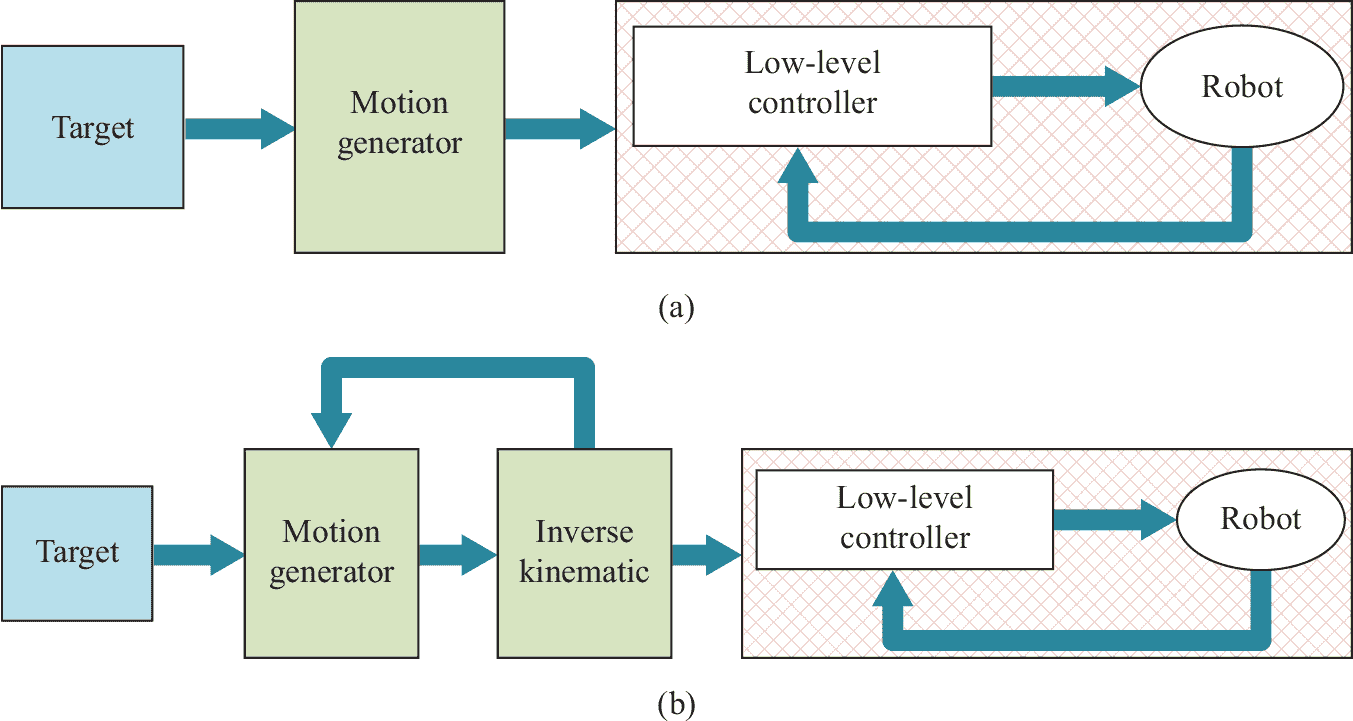 Target
Motion
generator
Low-level
controller
Robot
(a)
Target
Motion
generator
Inverse
kinematic
Low-level
controller
Robot
(b)